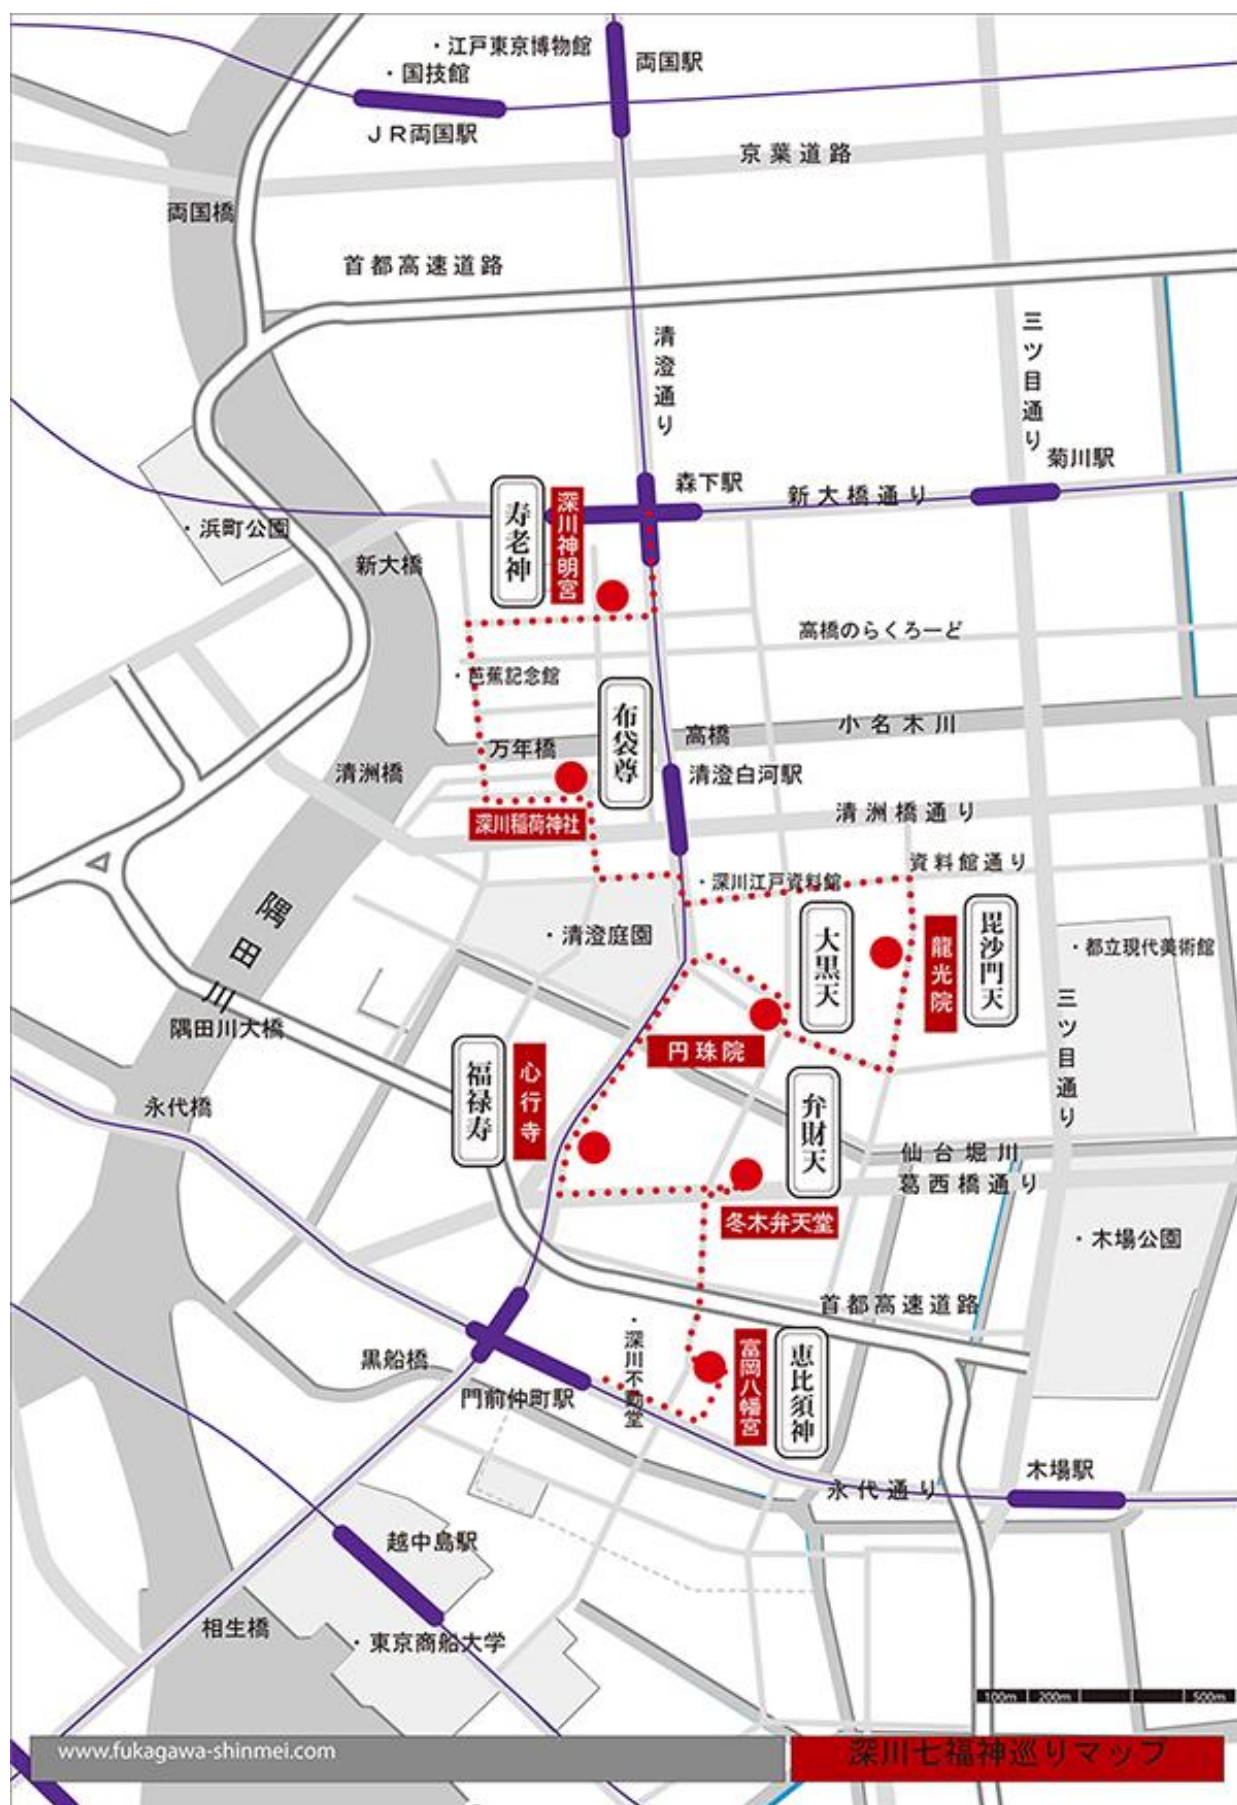 ・江戸東京博物館
両国駅
・国技館
ＪＲ両国駅
京葉道路
両国橋
首都高速道路
清澄通り
三ツ目通り
菊川駅
森下駅
新大橋通り
寿老神
深川神明宮
・浜町公園
新大橋
高橋のらくろーど
・芭蕉記念館
布袋尊
小名木川
高橋
万年橋
清洲橋
清澄白河駅
深川稲荷神社
清洲橋通り
資料館通り
・深川江戸資料館
隅田川
・清澄庭園
大黒天
龍光院
毘沙門天
・都立現代美術館
三ツ目通り
隅田川大橋
円珠院
福禄寿
心行寺
永代橋
弁財天
仙台堀川
葛西橋通り
冬木弁天堂
・木場公園
首都高速道路
・深川不動堂
富岡八幡宮
恵比須神
黒船橋
門前仲町駅
木場駅
永代通り
越中島駅
相生橋
・東京商船大学
100m 200m 500m
www.fukagawa-shinmei.com
深川七福神巡りマップ